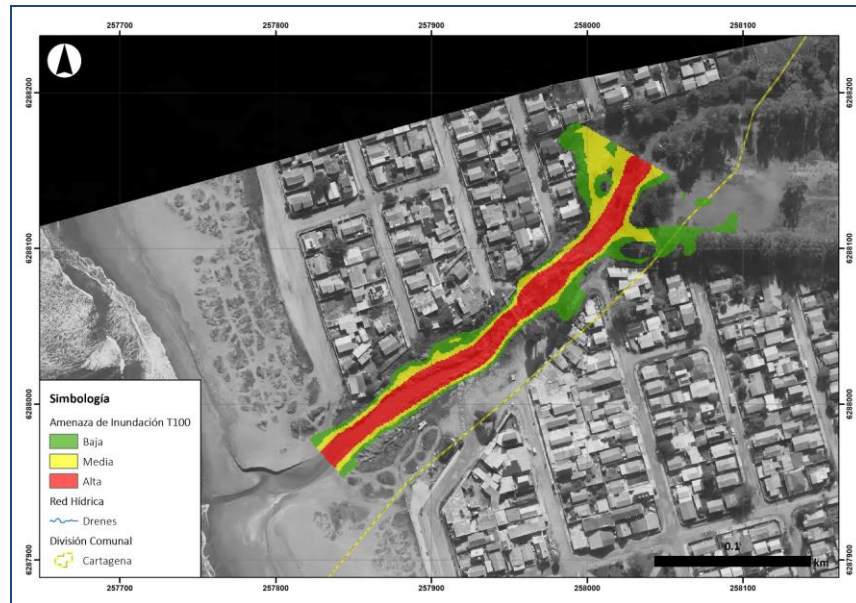 257700 257800 257900 258000 258100
6288200 6288200
6288100 6288100
6288000 6288000
6287900 6287900
Simbología
Amenaza de Inundación T100
Baja
Media
Alta
Red Hídrica
Drenes
División Comunal
Cartagena
0.1
km
257700 257800 257900 258000 258100